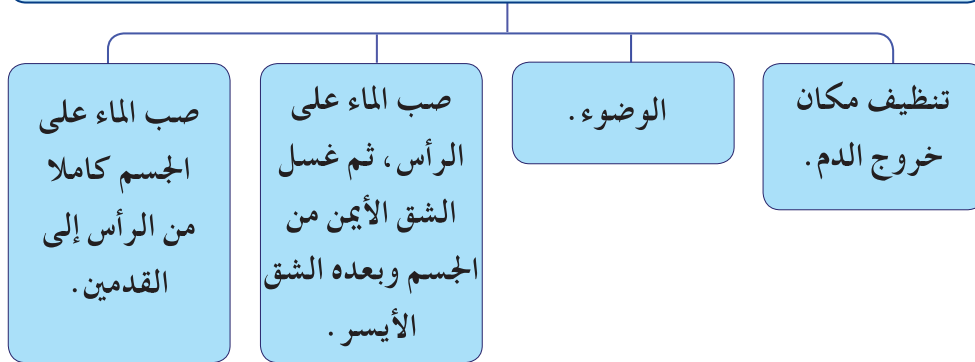 تنظيف مكان
خروج الدم.
الوضوء.
صب الماء على
الرأس، ثم غسل
الشق الأيمن من
الجسم وبعده الشق
الأيسر.
صب الماء على
الجسم كاملا
من الرأس إلى
القدمين.